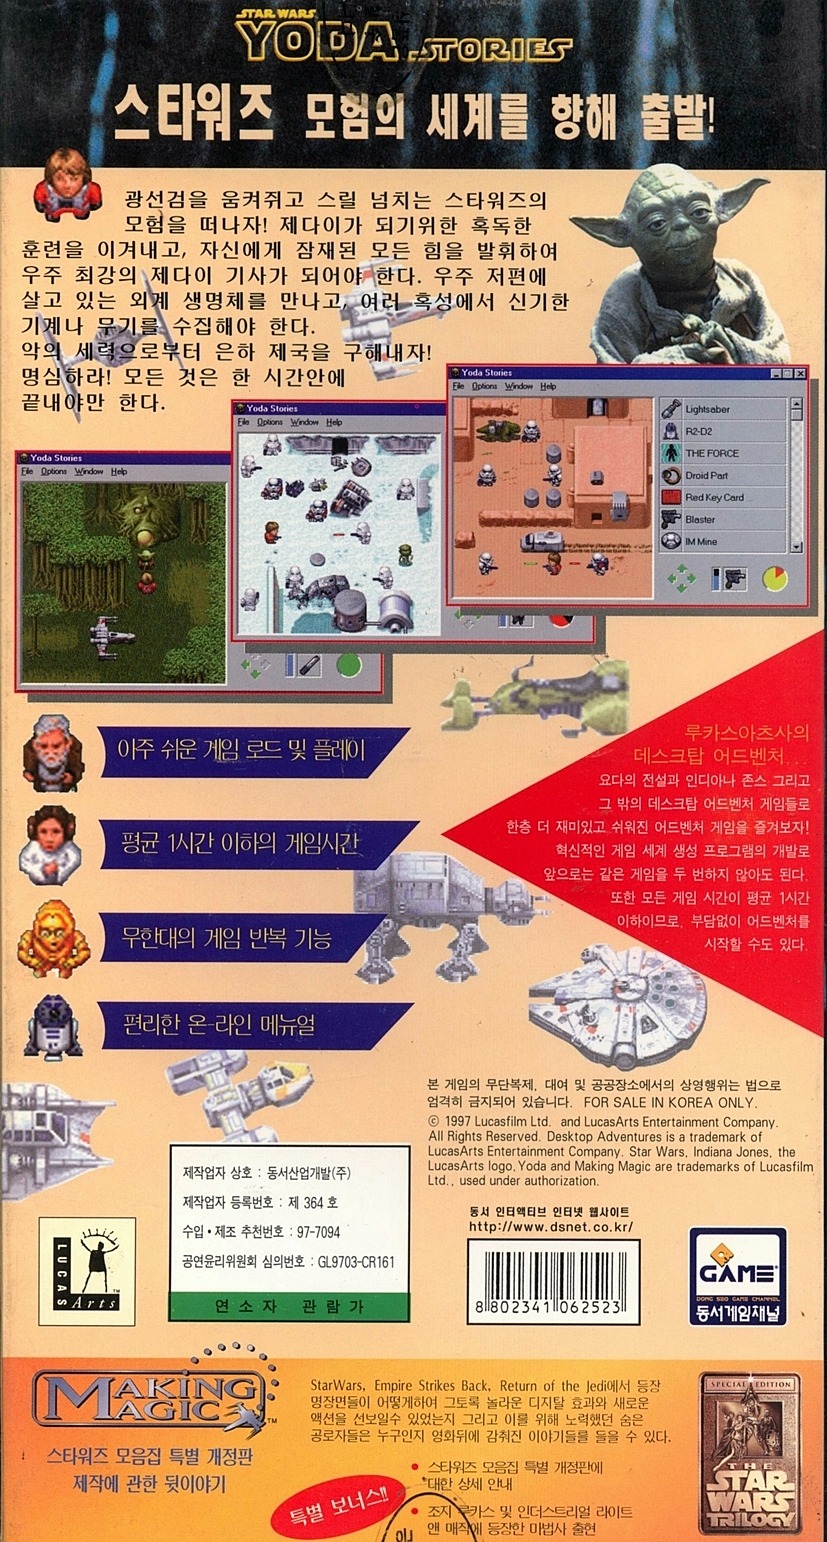 STAR WARS
YODA STORIES
스타워즈 모험의 세계를 향해 출발!
광선검을 움켜쥐고 스릴 넘치는 스타워즈의
모험을 떠나자! 제다이가 되기위한 혹독한
훈련을 이겨내고, 자신에게 잠재된 모든 힘을 발휘하여
우주 최강의 제다이 기사가 되어야 한다. 우주 저편에
살고 있는 외계 생명체를 만나고, 여러 혹성에서 신기한
기계나 무기를 수집해야 한다.
악의 세력으로부터 은하 제국을 구해내자!
명심하라! 모든 것은 한 시간안에
끝내야만 한다.
Yoda Stories
File Options Window Help
Lightsaber
R2-D2
THE FORCE
Droid Part
Red Key Card
Blaster
IM Mine
Yoda Stories
File Options Window Help
Yoda Stories
File Options Window Help
아주 쉬운 게임 로드 및 플레이
평균 1시간 이하의 게임시간
무한대의 게임 반복 기능
편리한 온-라인 메뉴얼
루카스아츠사의
데스크탑 어드벤처...
요다의 전설과 인디아나 존스 그리고
그 밖의 데스크탑 어드벤처 게임들로
한층 더 재미있고 쉬워진 어드벤처 게임을 즐겨보자!
혁신적인 게임 세계 생성 프로그램의 개발로
앞으로는 같은 게임을 두 번하지 않아도 된다.
또한 모든 게임 시간이 평균 1시간
이하이므로, 부담없이 어드벤처를
시작할 수도 있다.
본 게임의 무단복제, 대여 및 공공장소에서의 상영행위는 법으로
엄격히 금지되어 있습니다. FOR SALE IN KOREA ONLY.
© 1997 Lucasfilm Ltd. and LucasArts Entertainment Company.
All Rights Reserved. Desktop Adventures is a trademark of
LucasArts Entertainment Company. Star Wars, Indiana Jones, the
LucasArts logo, Yoda and Making Magic are trademarks of Lucasfilm
Ltd., used under authorization.
제작업자 상호 : 동서산업개발(주)
제작업자 등록번호 : 제 364 호
수입•제조 추천번호 : 97-7094
공연윤리위원회 심의번호 : GL9703-CR161
연소자 관람가
동서 인터액티브 인터넷 웹사이트
http://www.dsnet.co.kr/
8 802341 062523
LUCAS Arts ™
GAME
DONG SEO GAME CHANNEL
동서게임채널
MAKING MAGIC ™
스타워즈 모음집 특별 개정판
제작에 관한 뒷이야기
StarWars, Empire Strikes Back, Return of the Jedi에서 등장
명장면들이 어떻게하여 그토록 놀라운 디지탈 효과와 새로운
액션을 선보일수 있었는지 그리고 이를 위해 노력했던 숨은
공로자들은 누구인지 영화뒤에 감춰진 이야기들를 들을 수 있다.
특별 보너스!!
• 스타워즈 모음집 특별 개정판에
대한 상세 안내
• 조지 루카스 및 인더스트리얼 라이트
앤 매직에 등장한 마법사 출현
SPECIAL EDITION
THE
STAR
WARS
TRILOGY